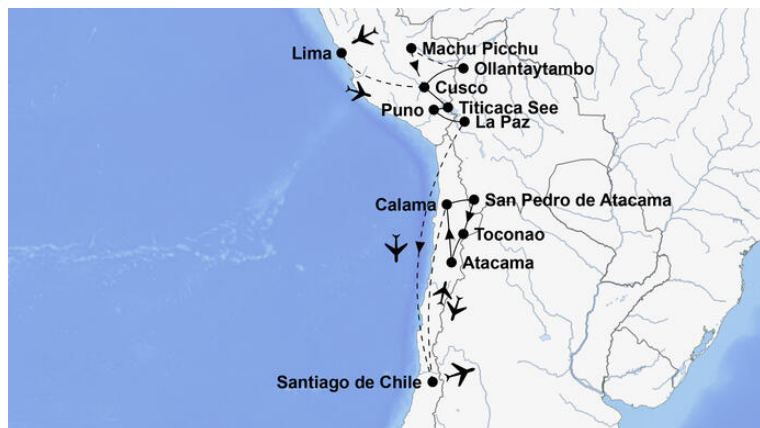 Lima
Machu Picchu
Ollantaytambo
Cusco
Puno
Titicaca See
La Paz
Calama
San Pedro de Atacama
Toconao
Atacama
Santiago de Chile